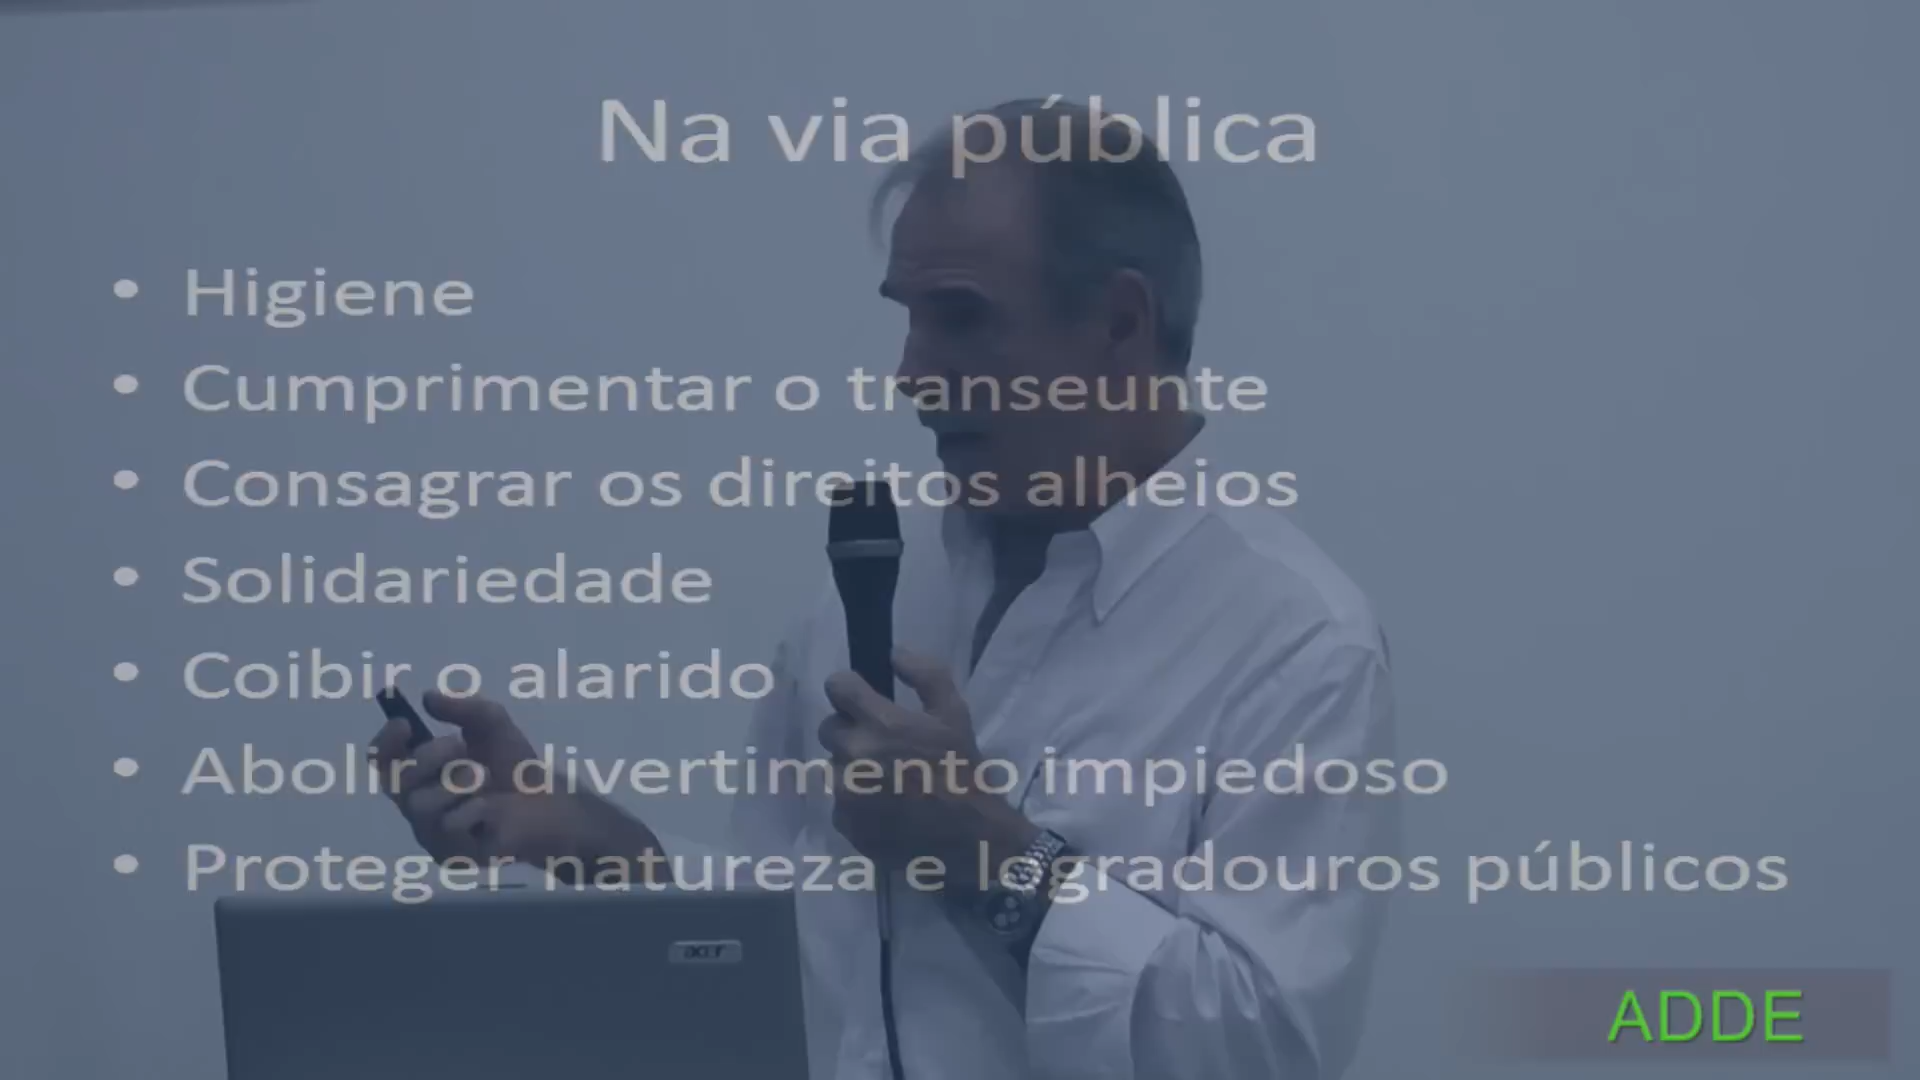 Na via pública
• Higiene
• Cumprimentar o transeunte
• Consagrar os direitos alheios
• Solidariedade
• Coibir o alarido
• Abolir o divertimento impiedoso
• Proteger natureza e logradouros públicos
acer
ADDE